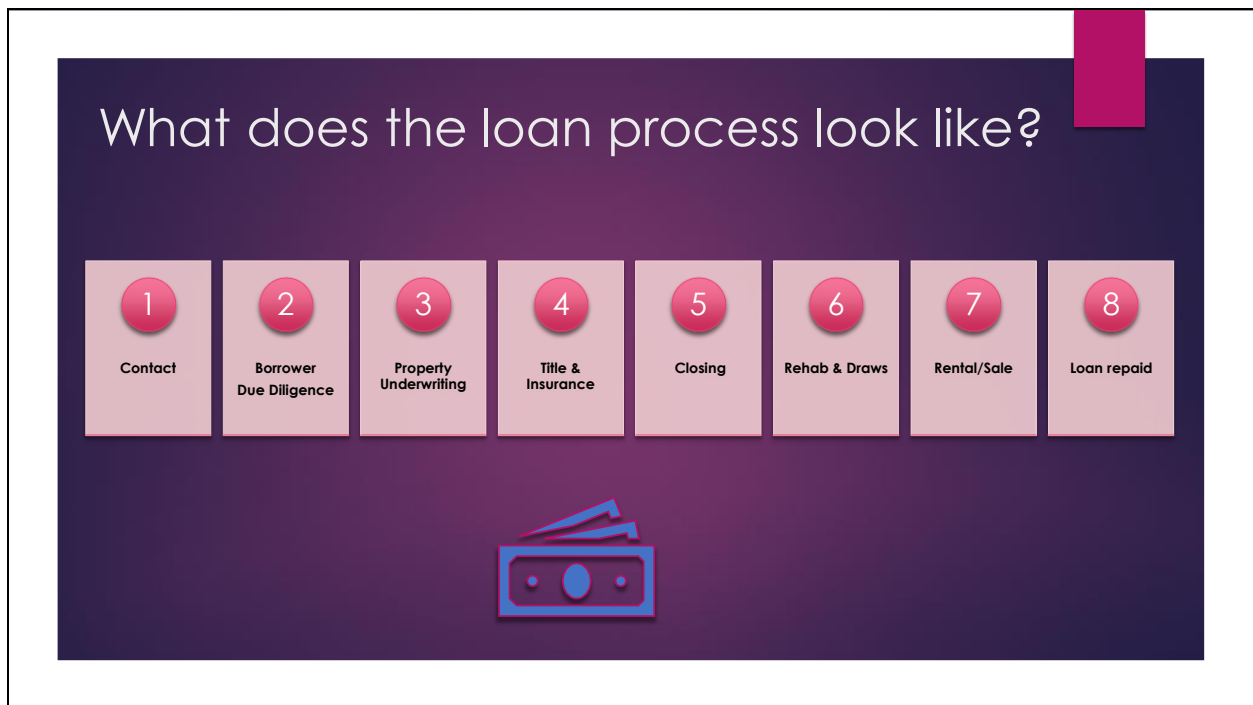 What does the loan process look like?
1
Contact
2
Borrower
Due Diligence
3
Property
Underwriting
4
Title &
Insurance
5
Closing
6
Rehab & Draws
7
Rental/Sale
8
Loan repaid